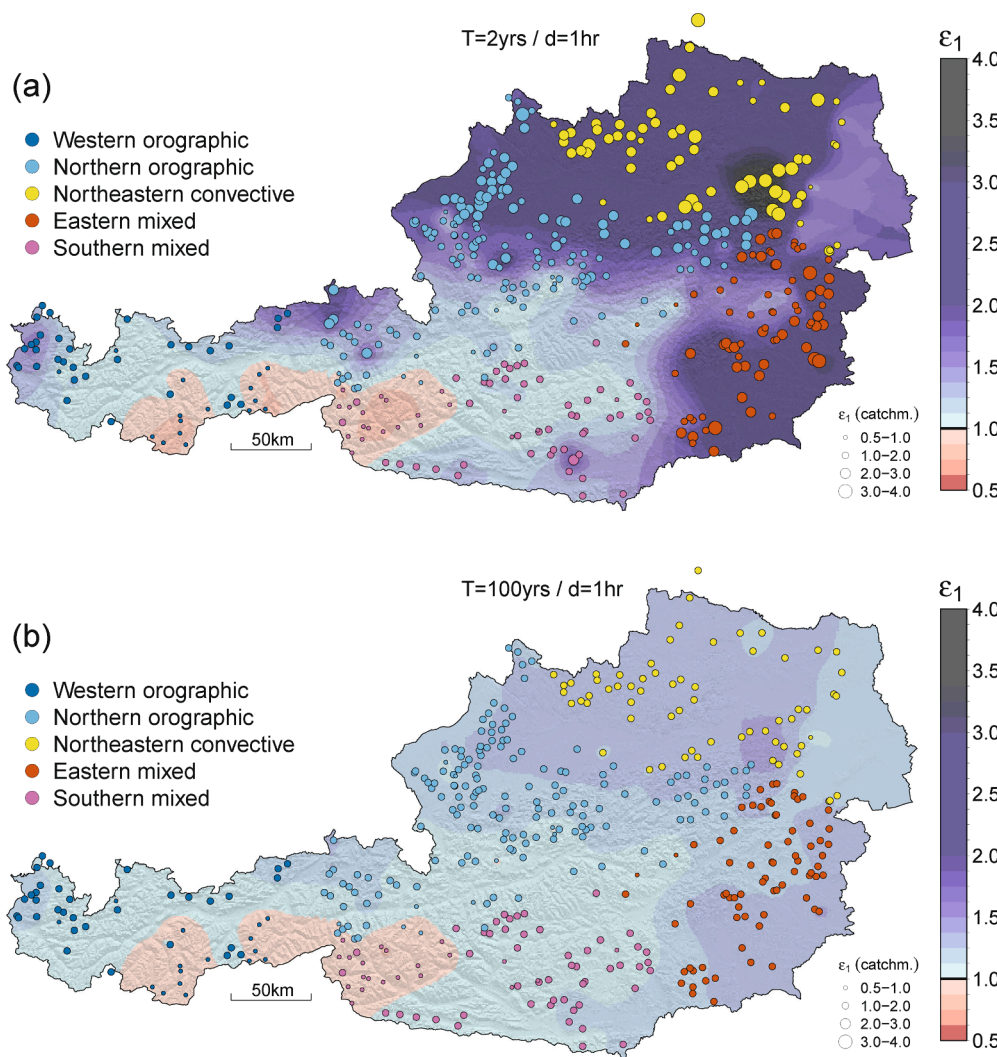 T=2yrs / d=1hr
ε1
(a)
Western orographic
Northern orographic
Northeastern convective
Eastern mixed
Southern mixed
4.0
3.5
3.0
2.5
2.0
1.5
1.0
0.5
50km
ε1 (catchm.)
0.5–1.0
1.0–2.0
2.0–3.0
3.0–4.0
T=100yrs / d=1hr
ε1
(b)
Western orographic
Northern orographic
Northeastern convective
Eastern mixed
Southern mixed
4.0
3.5
3.0
2.5
2.0
1.5
1.0
0.5
50km
ε1 (catchm.)
0.5–1.0
1.0–2.0
2.0–3.0
3.0–4.0